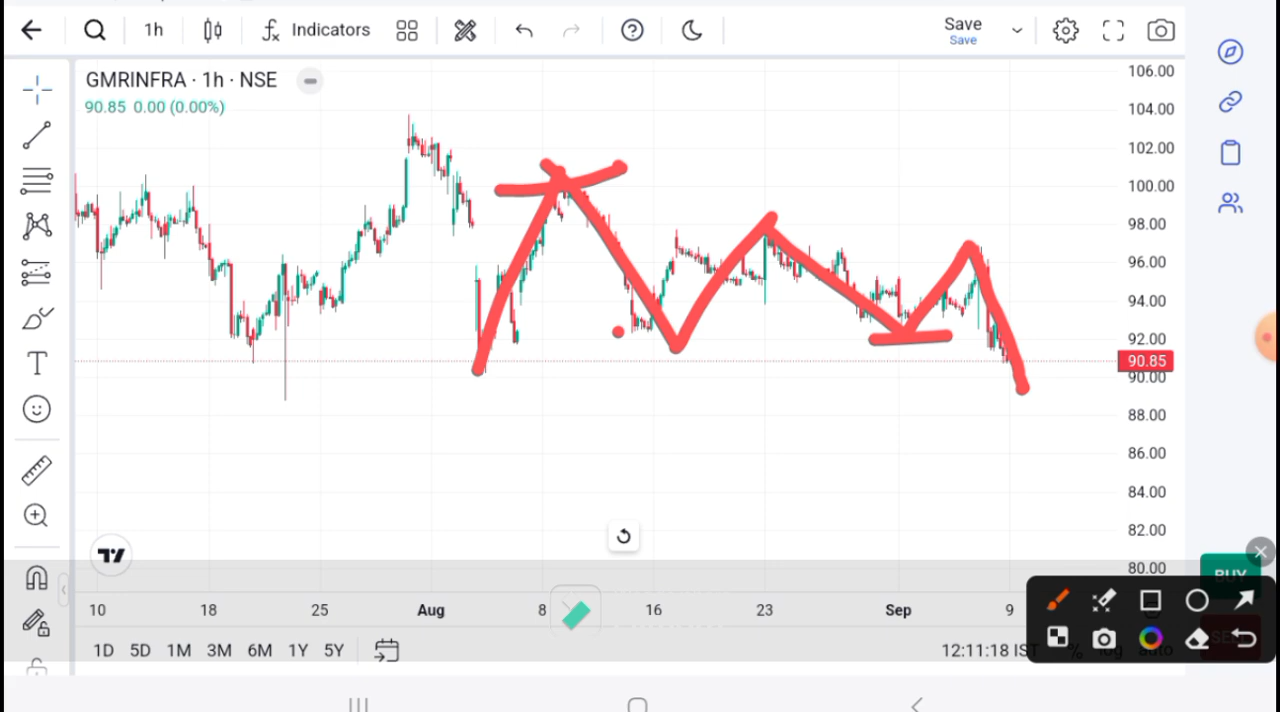 1h
Indicators
Save
Save
GMRINFRA · 1h · NSE
90.85 0.00 (0.00%)
106.00
104.00
102.00
100.00
98.00
96.00
94.00
92.00
90.85
90.00
88.00
86.00
84.00
82.00
80.00
BUY
10 18 25 Aug 8 16 23 Sep 9
1D 5D 1M 3M 6M 1Y 5Y
12:11:18 IST % log auto